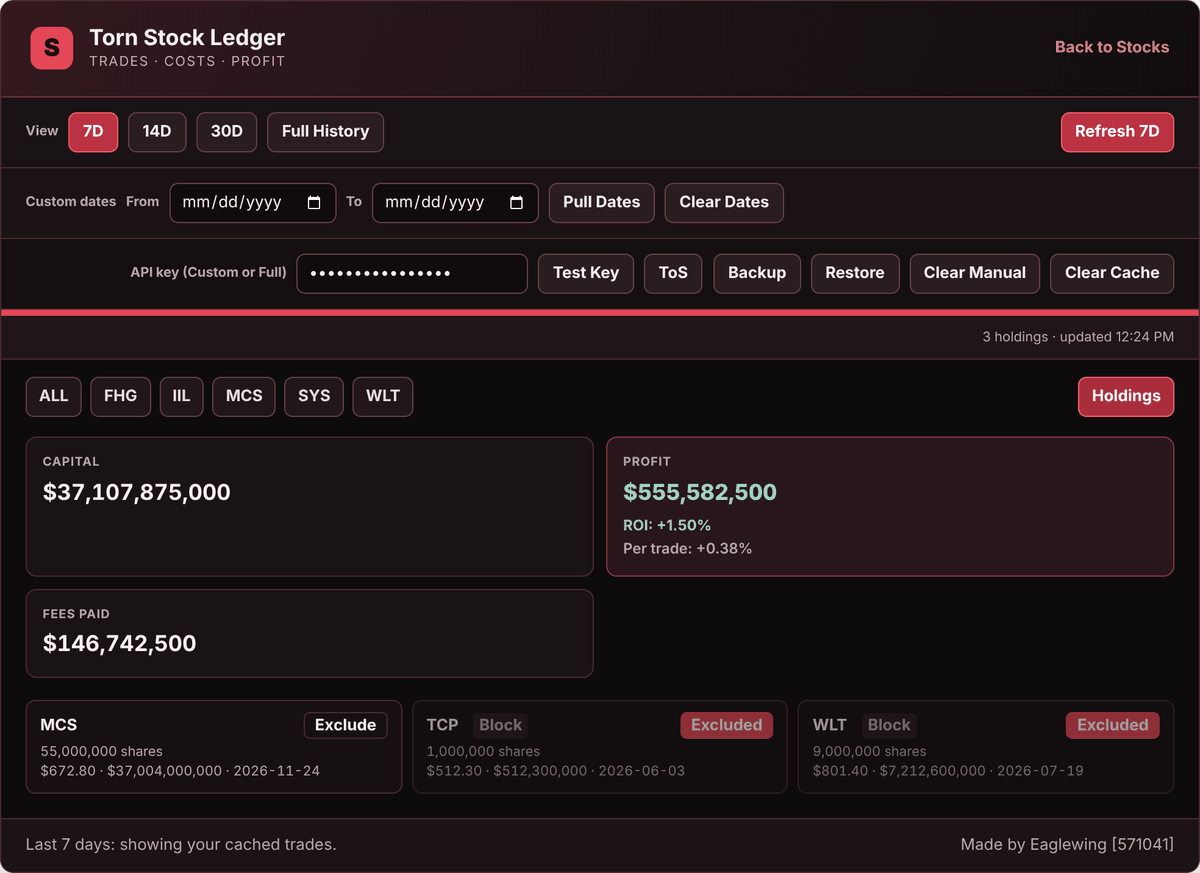 S
Torn Stock Ledger
TRADES · COSTS · PROFIT
Back to Stocks
View 7D 14D 30D Full History Refresh 7D
Custom dates From mm/dd/yyyy To mm/dd/yyyy Pull Dates Clear Dates
API key (Custom or Full) •••••••••••••••• Test Key ToS Backup Restore Clear Manual Clear Cache
3 holdings · updated 12:24 PM
ALL FHG IIL MCS SYS WLT Holdings
CAPITAL
$37,107,875,000
PROFIT
$555,582,500
ROI: +1.50%
Per trade: +0.38%
FEES PAID
$146,742,500
MCS Exclude
55,000,000 shares
$672.80 · $37,004,000,000 · 2026-11-24
TCP Block Excluded
1,000,000 shares
$512.30 · $512,300,000 · 2026-06-03
WLT Block Excluded
9,000,000 shares
$801.40 · $7,212,600,000 · 2026-07-19
Last 7 days: showing your cached trades.
Made by Eaglewing [571041]